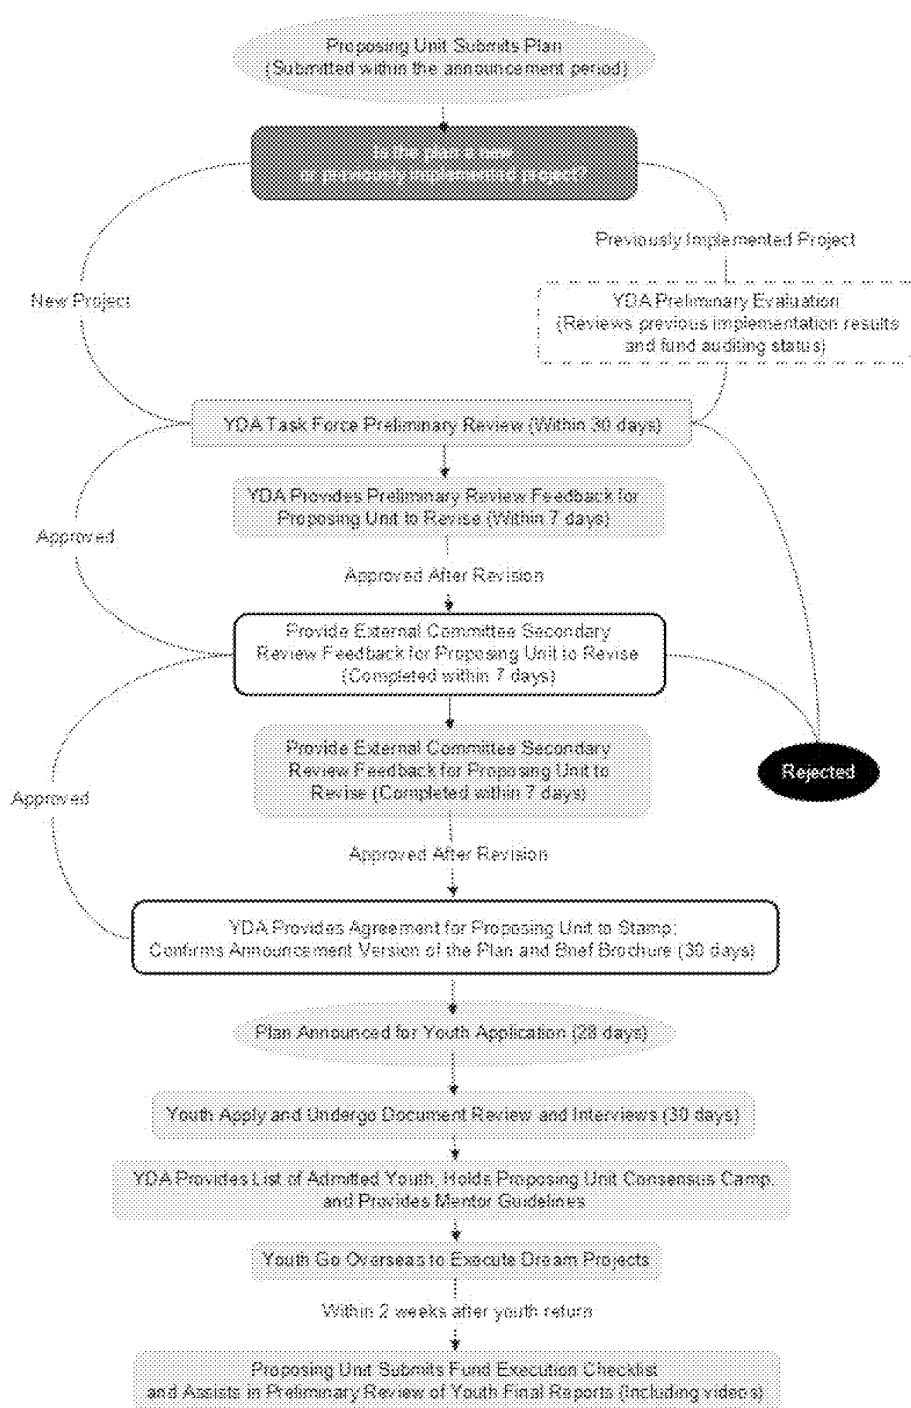 Proposing Unit Submits Plan
(Submitted within the announcement period)
Is the plan a new
or previously implemented project?
Previously Implemented Project
New Project
YDA Preliminary Evaluation
(Reviews previous implementation results
and fund auditing status)
YDA Task Force Preliminary Review (Within 30 days)
YDA Provides Preliminary Review Feedback for
Proposing Unit to Revise (Within 7 days)
Approved
Approved After Revision
Provide External Committee Secondary
Review Feedback for Proposing Unit to Revise
(Completed within 7 days)
Provide External Committee Secondary
Review Feedback for Proposing Unit to
Revise (Completed within 7 days)
Rejected
Approved
Approved After Revision
YDA Provides Agreement for Proposing Unit to Stamp;
Confirms Announcement Version of the Plan and Brief Brochure (30 days)
Plan Announced for Youth Application (28 days)
Youth Apply and Undergo Document Review and Interviews (30 days)
YDA Provides List of Admitted Youth, Holds Proposing Unit Consensus Camp,
and Provides Mentor Guidelines
Youth Go Overseas to Execute Dream Projects
Within 2 weeks after youth return
Proposing Unit Submits Fund Execution Checklist
and Assists in Preliminary Review of Youth Final Reports (Including videos)